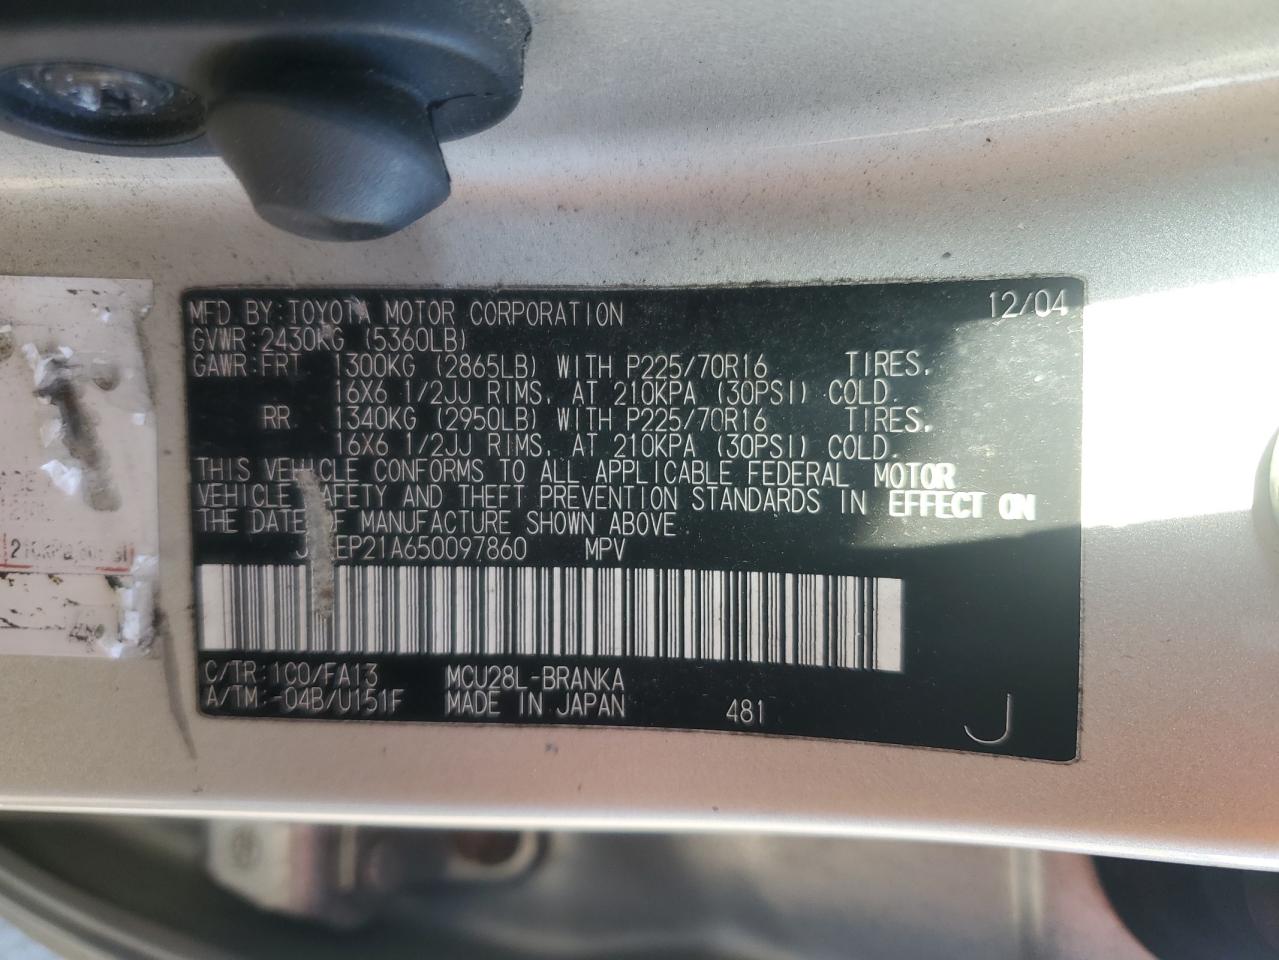 MFD BY: TOYOTA MOTOR CORPORATION 12/04
GVWR: 2430KG (5360LB)
GAWR: FRT 1300KG (2865LB) WITH P225/70R16 TIRES,
16X6 1/2JJ RIMS, AT 210KPA (30PSI) COLD.
RR 1340KG (2950LB) WITH P225/70R16 TIRES,
16X6 1/2JJ RIMS, AT 210KPA (30PSI) COLD.
THIS VEHICLE CONFORMS TO ALL APPLICABLE FEDERAL MOTOR
VEHICLE AFETY AND THEFT PREVENTION STANDARDS IN EFFECT ON
THE DATE F MANUFACTURE SHOWN ABOVE.
EP21A650097860 MPV
C/TR: 1C0/FA13 MCU28L-BRANKA
A/TM: -04B/U151F MADE IN JAPAN 481 J